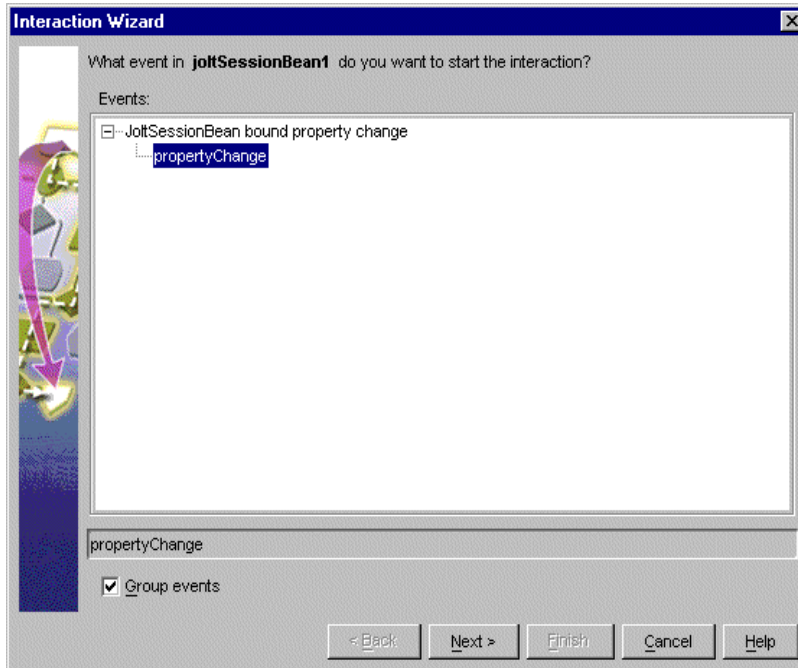 Interaction Wizard
What event in joltSessionBean1 do you want to start the interaction?
Events:
JoltSessionBean bound property change
propertyChange
propertyChange
Group events
< Back Next > Finish Cancel Help